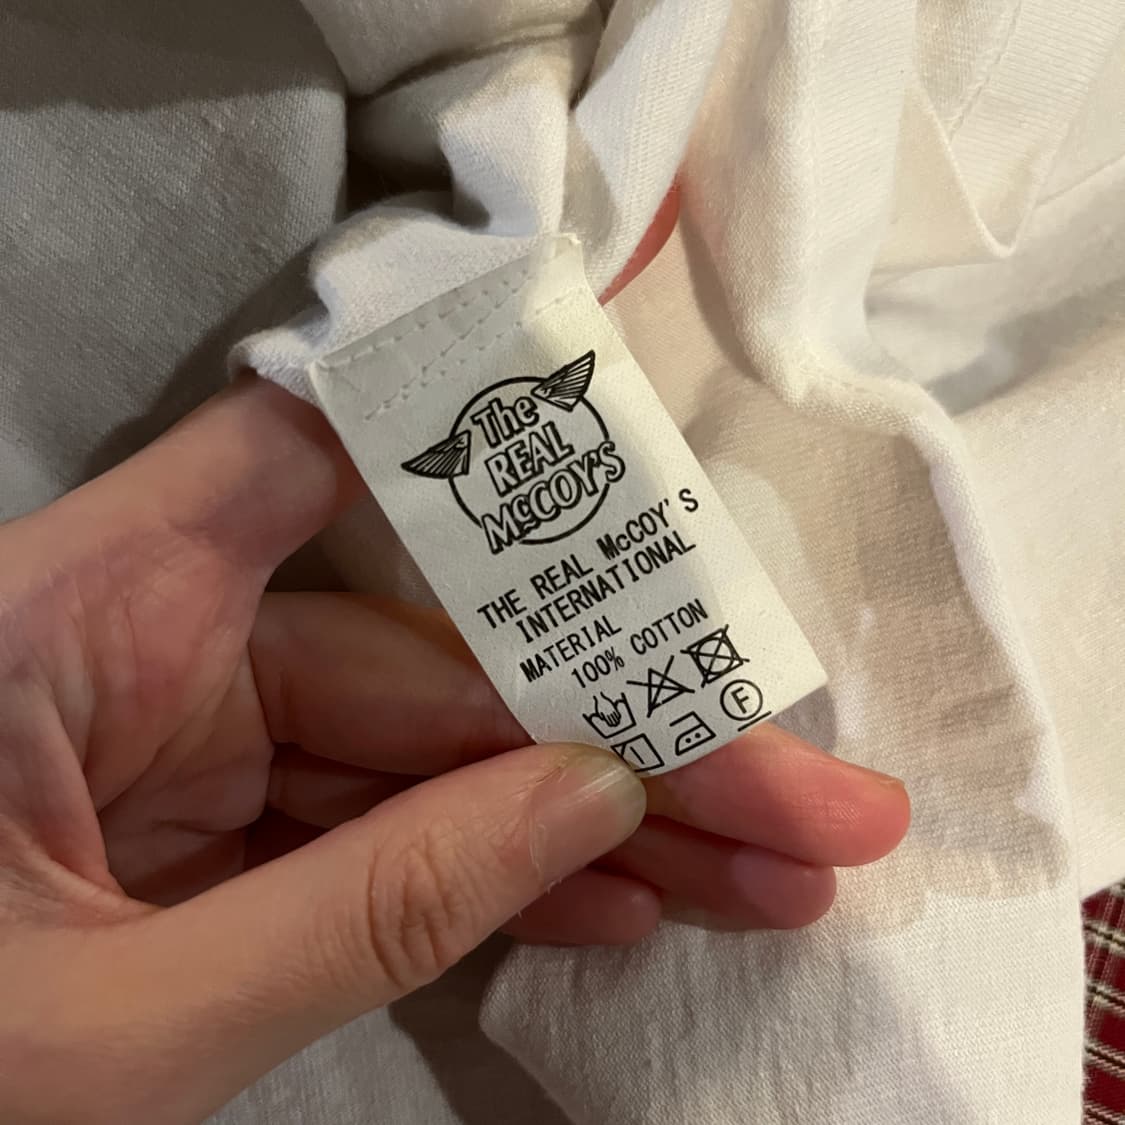 The
REAL
McCOY'S
THE REAL McCOY'S
INTERNATIONAL
MATERIAL
100% COTTON
F